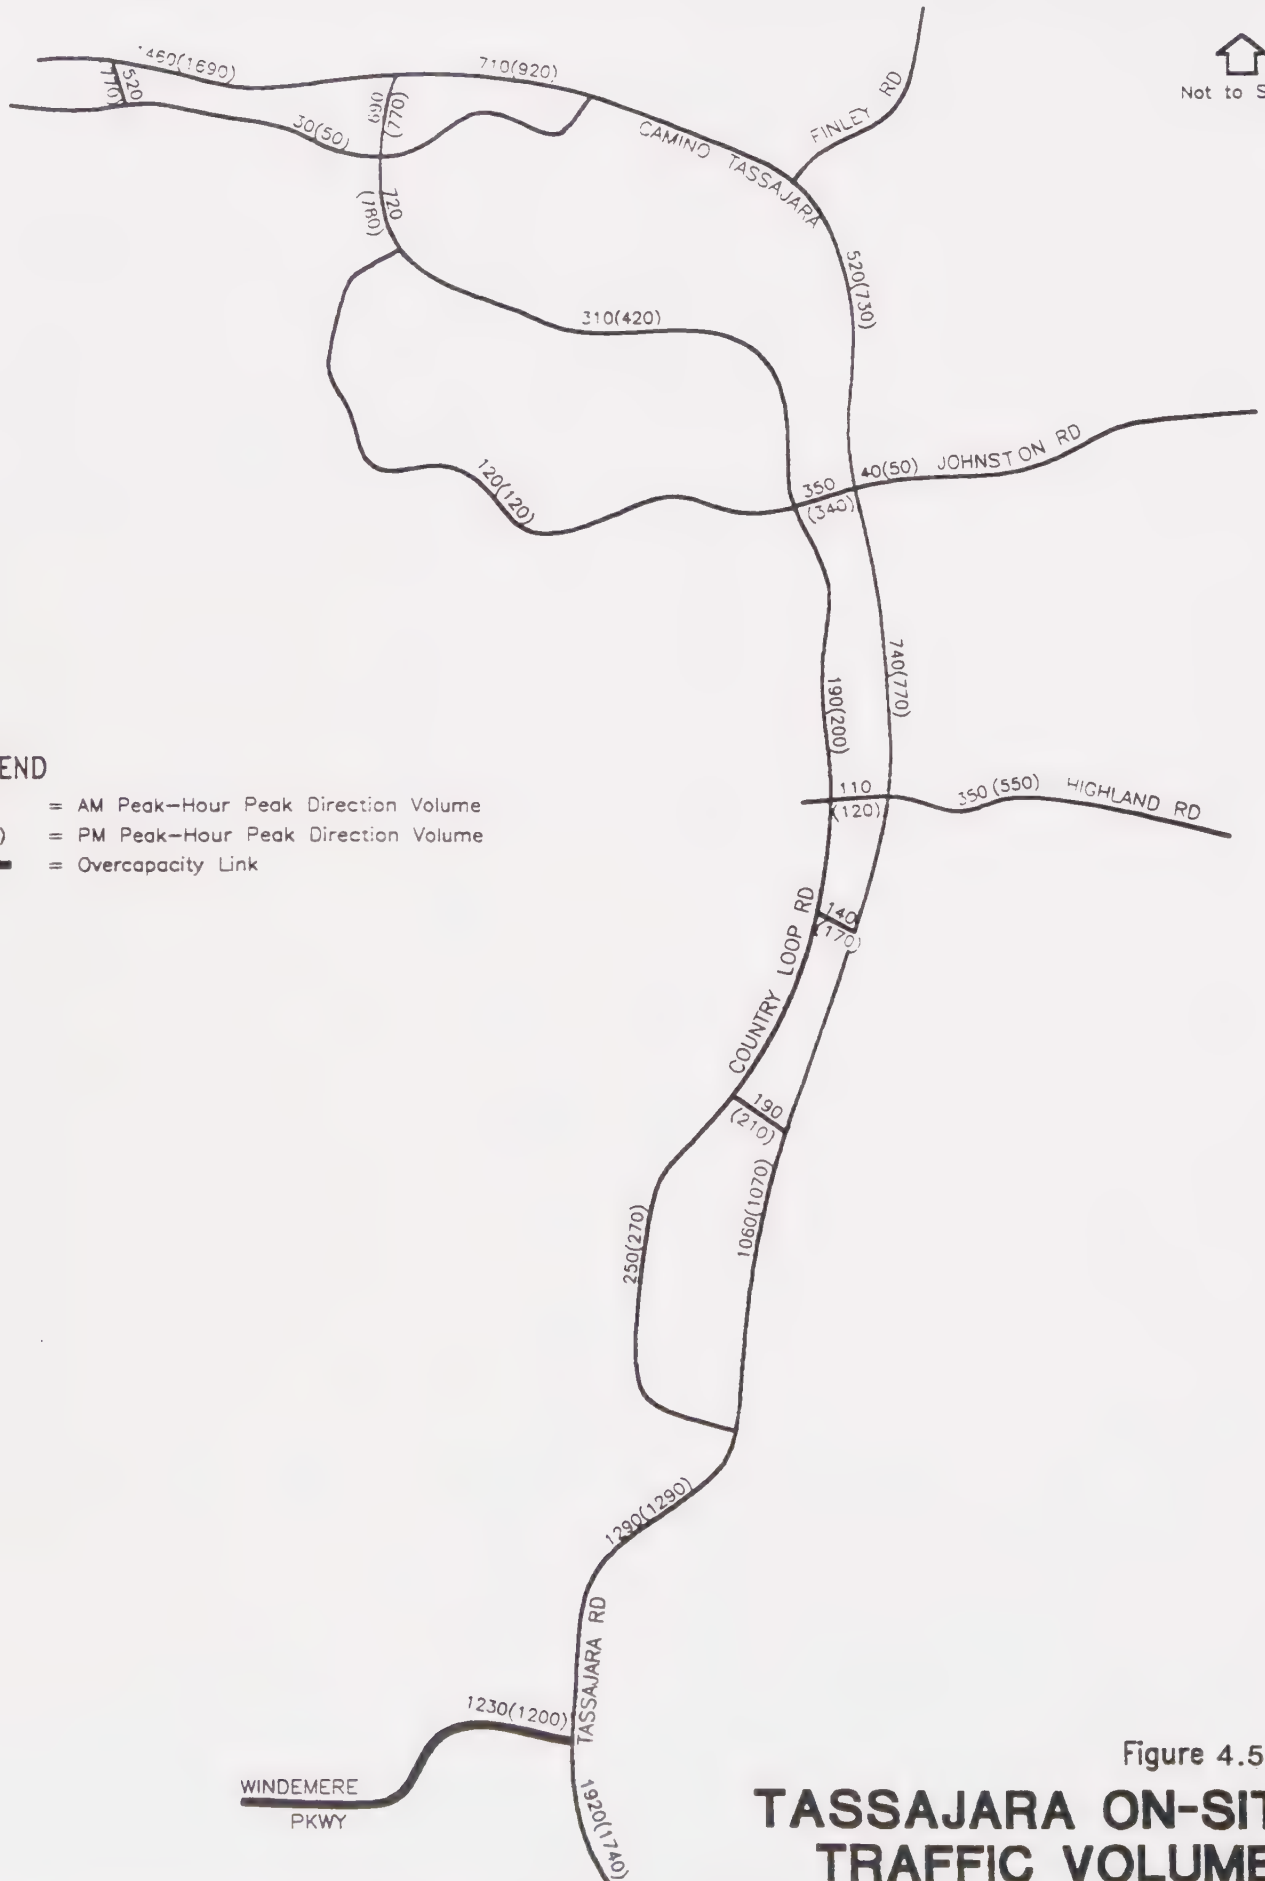 Not to S
460(1690)
710(920)
520
770)
30(50)
690
(770)
720
(780)
CAMINO TASSAJARA
FINLEY RD
520(730)
310(420)
120(120)
350
(340)
40(50) JOHNSTON RD
740(770)
190(200)
END
= AM Peak-Hour Peak Direction Volume
) = PM Peak-Hour Peak Direction Volume
= Overcapacity Link
110
(120)
350 (550) HIGHLAND RD
140
(170)
COUNTRY LOOP RD
190
(210)
250(270)
1060(1070)
1290(1290)
TASSAJARA RD
1230(1200)
WINDEMERE
PKWY
1920(1740)
Figure 4.5
TASSAJARA ON-SIT
TRAFFIC VOLUME